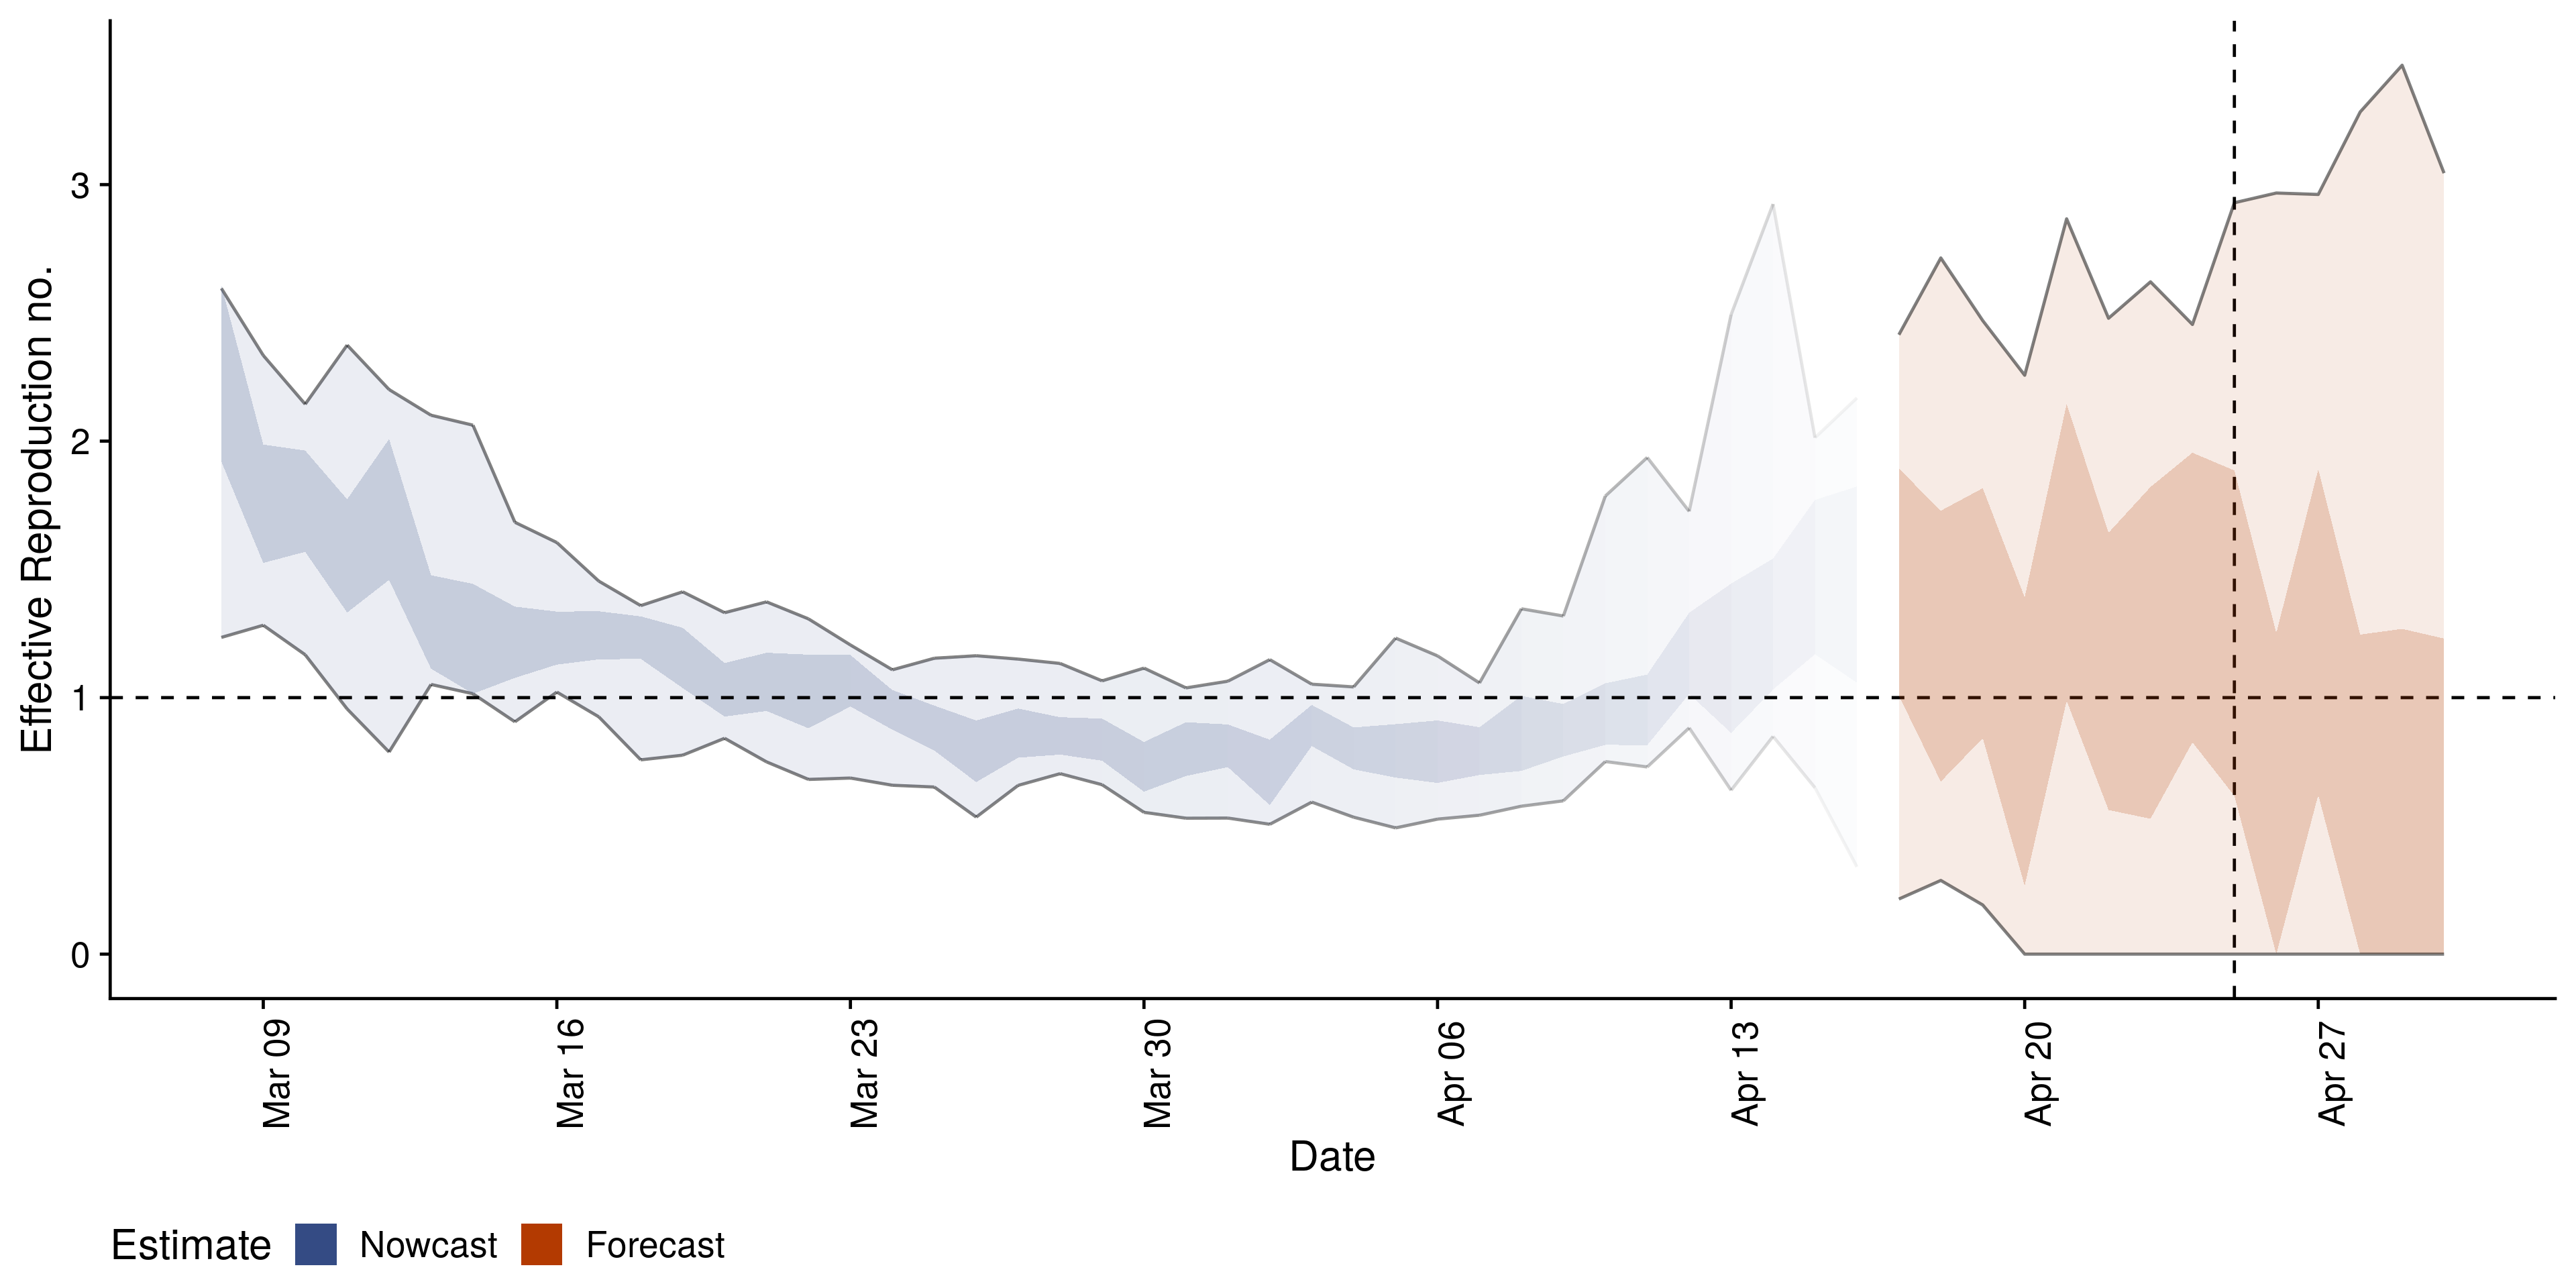 Effective Reproduction no.
3
2
1
0
Mar 09
Mar 16
Mar 23
Mar 30
Apr 06
Apr 13
Apr 20
Apr 27
Date
Estimate Nowcast Forecast